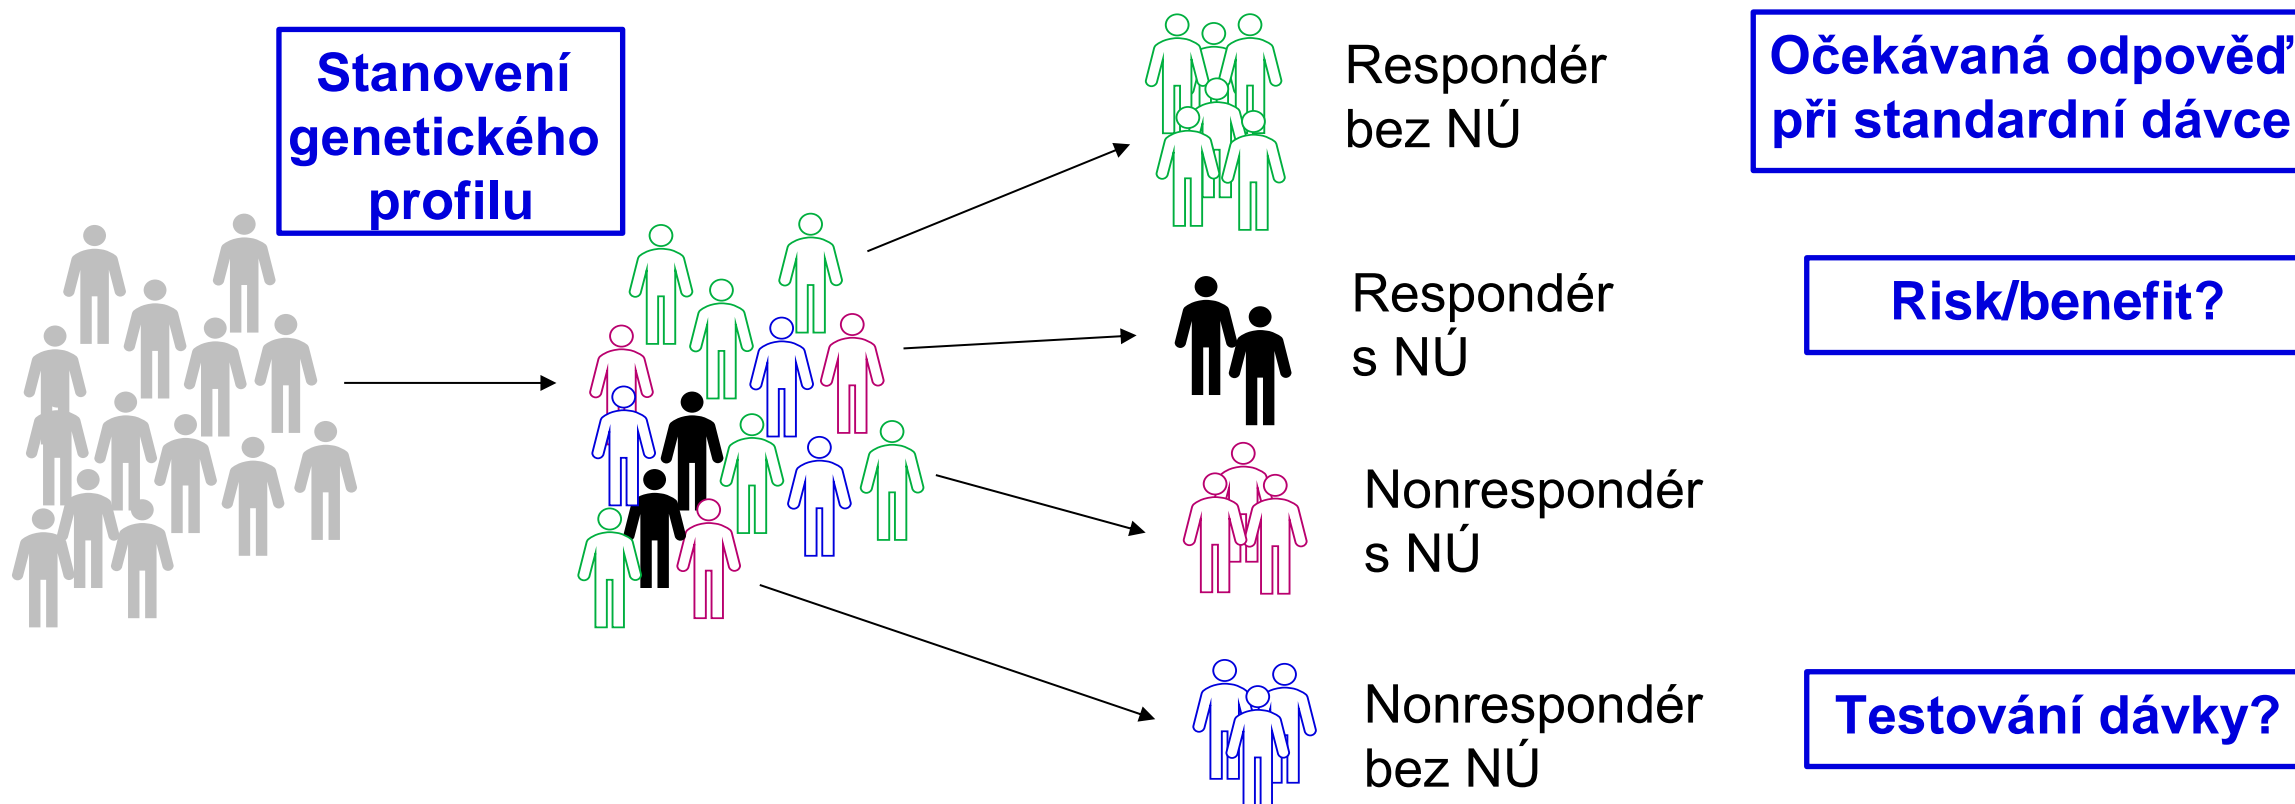 Stanovení
genetického
profilu
Respondér
bez NÚ
Očekávaná odpověď
při standardní dávce
Respondér
s NÚ
Risk/benefit?
Nonrespondér
s NÚ
Nonrespondér
bez NÚ
Testování dávky?